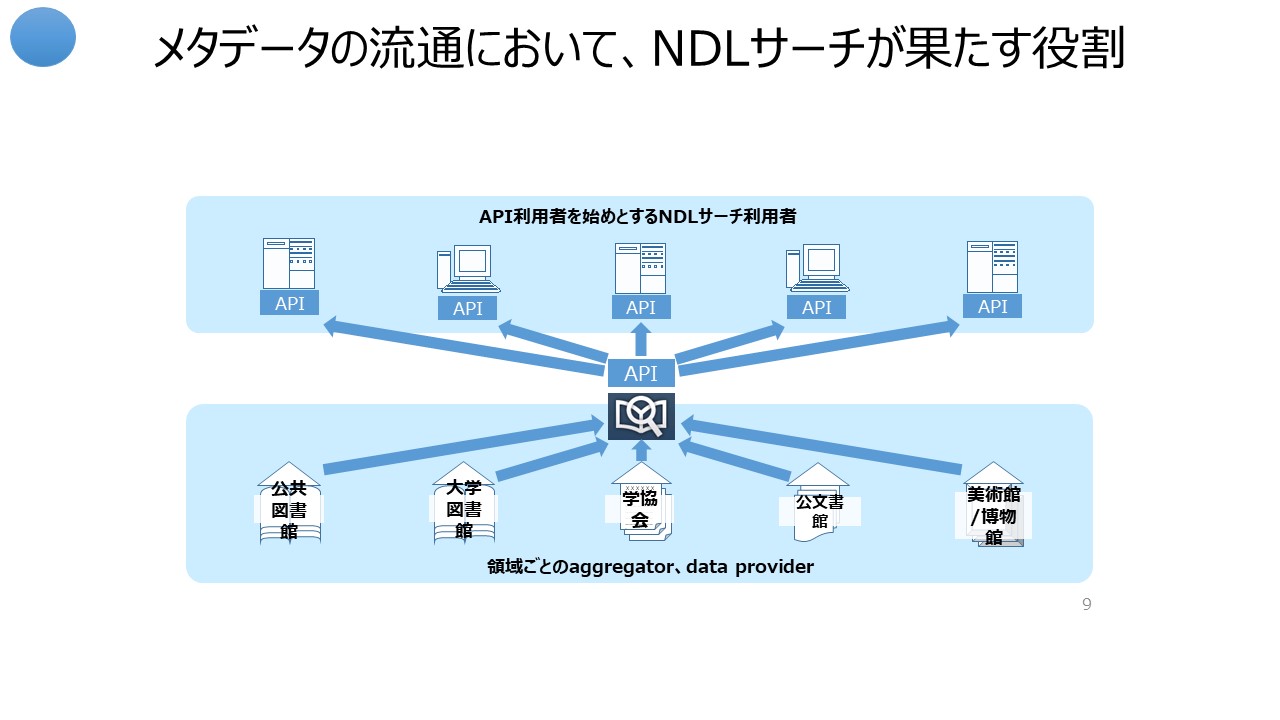 メタデータの流通において、NDLサーチが果たす役割
API利用者を始めとするNDLサーチ利用者
API
API
API
API
API
API
公共
図書
館
大学
図書
館
xxxxxx
学協
会
公文書
館
美術館
/博物
館
領域ごとのaggregator、data provider
9